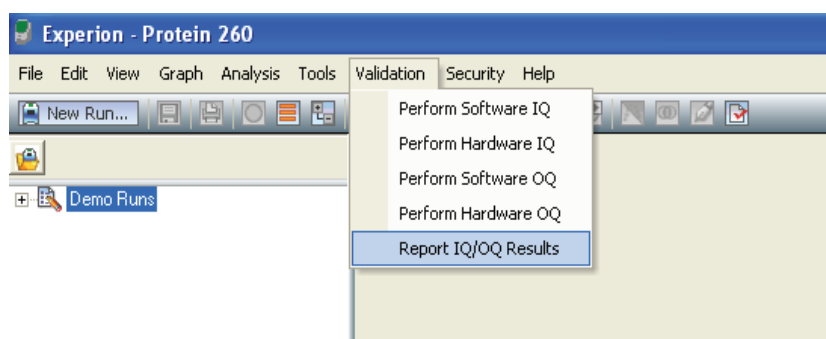 Experion - Protein 260
File Edit View Graph Analysis Tools Validation Security Help
New Run...
Perform Software IQ
Perform Hardware IQ
Perform Software OQ
Perform Hardware OQ
Report IQ/OQ Results
Demo Runs